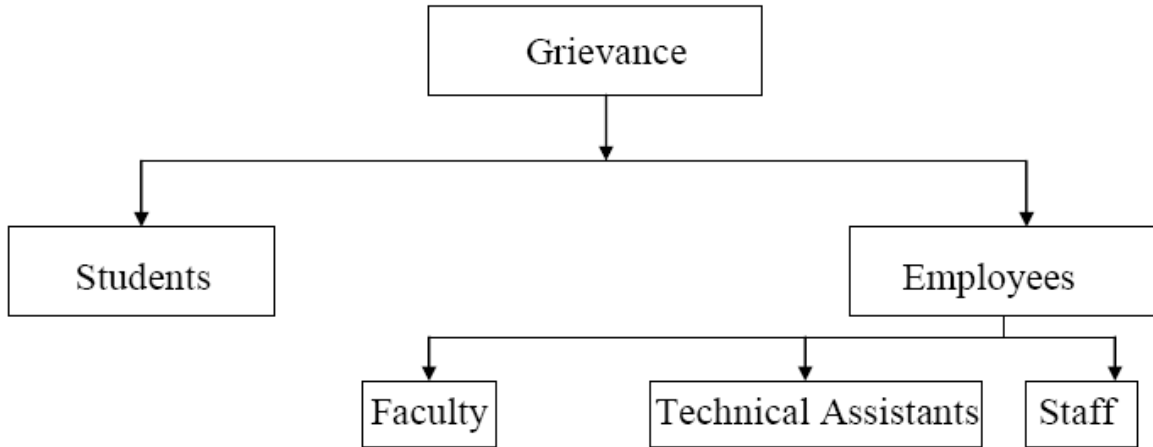 Grievance
Students
Employees
Faculty
Technical Assistants
Staff